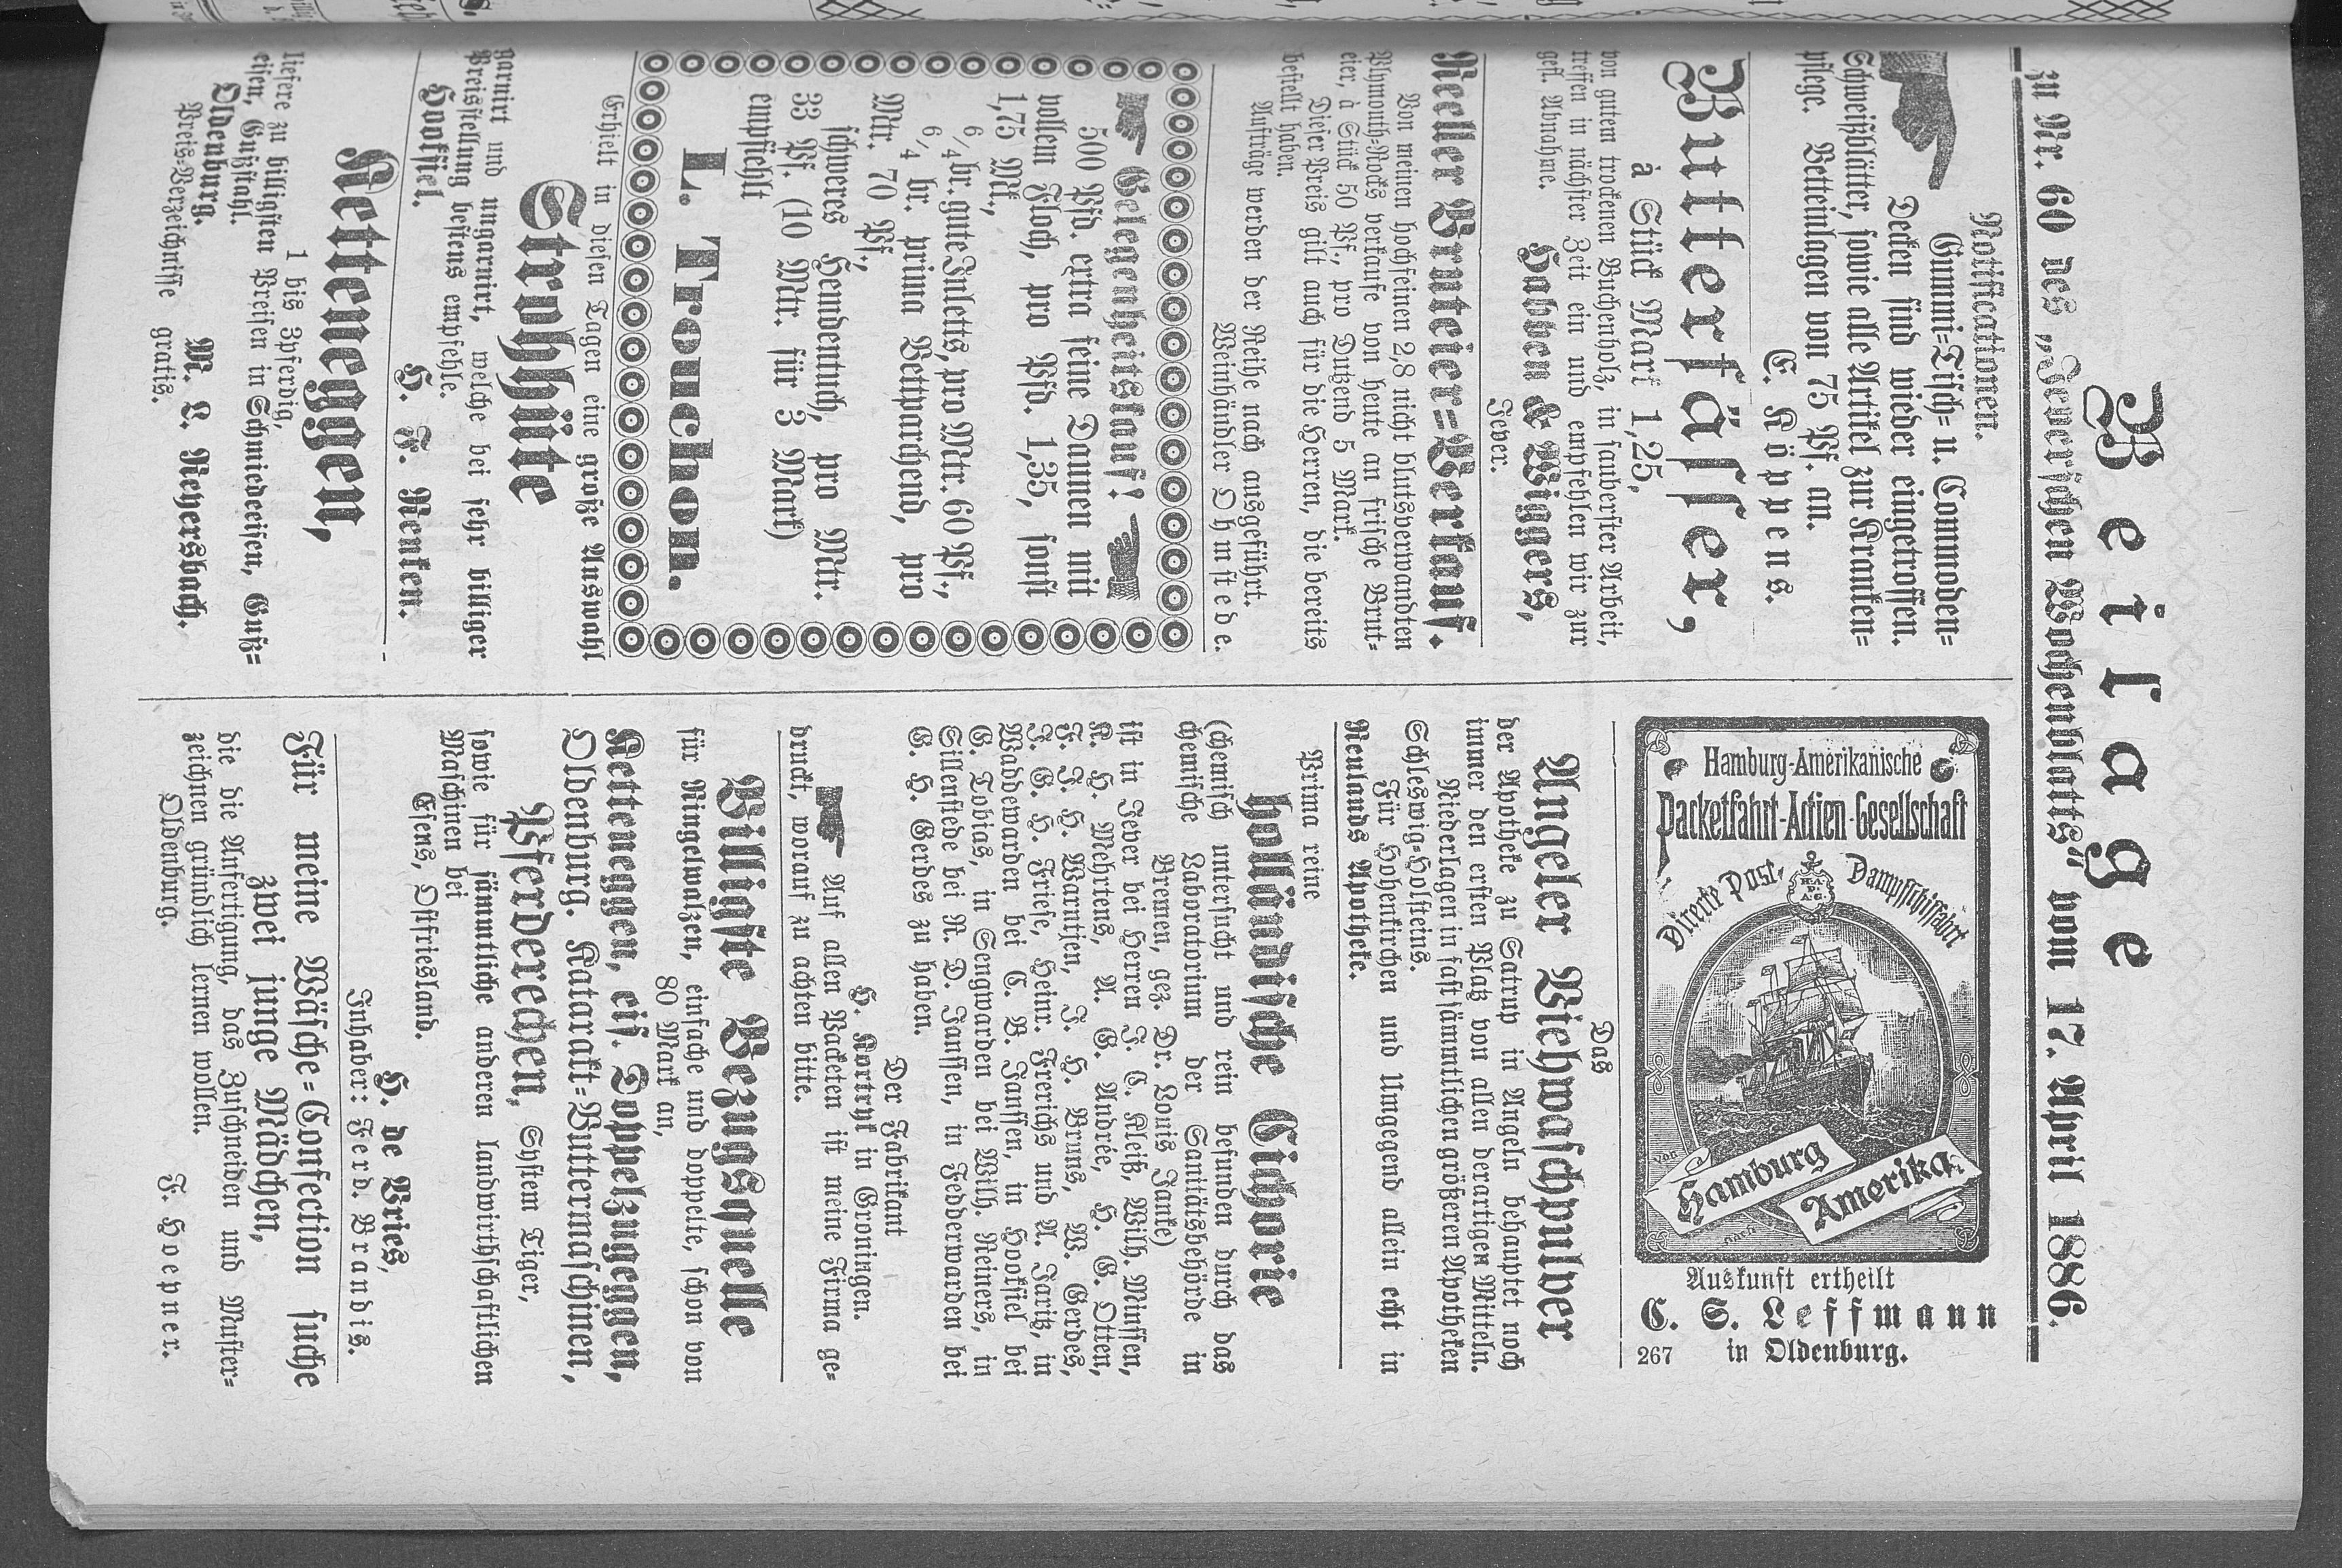 Beilage
zu Nr. 60 des „Jeverschen Wochenblatts" vom 17. April 1886.
Notificationen.
Gummi=Tisch= u. Commoden=
Decken sind wieder eingetroffen.
Schweißblätter, sowie alle Artikel zur Kranken=
pflege. Betteinlagen von 75 Pf. an.
C. Köppens.
Butterfässer,
à Stück Mark 1,25,
von gutem trockenen Buchenholz, in sauberster Arbeit,
treffen in nächster Zeit ein und empfehlen wir zur
gefl. Abnahme.
Jever.
Habben & Wiggers,
Reeller Bruteier=Verkauf.
Von meinen hochfeinen 2,8 nicht blutsverwandten
Plymouth=Rocks verkaufe von heute an frische Brut=
eier, à Stück 50 Pf., pro Dutzend 5 Mark.
Dieser Preis gilt auch für die Herren, die bereits
bestellt haben.
Aufträge werden der Reihe nach ausgeführt.
Weinhändler Ohmstede.
Gelegenheitskauf!
500 Pfd. extra feine Daunen mit
vollem Floch, pro Pfd. 1,35, sonst
1,75 Mk.,
6/4 br. gute Inletts, pro Mtr. 60 Pf.,
6/4 br. prima Bettparchend, pro
Mtr. 70 Pf.,
schweres Hemdentuch, pro Mtr.
33 Pf. (10 Mtr. für 3 Mark)
empfiehlt
L. Trouchon.
Erhielt in diesen Tagen eine große Auswahl
Strohhüte
garnirt und ungarnirt, welche bei sehr billiger
Preisstellung bestens empfehle.
Hooksiel. H. F. Renken.
Ketteneggen,
1 bis 3pferdig,
liefere zu billigsten Preisen in Schmiedeeisen, Guß=
eisen, Gußstahl.
Oldenburg. M. L. Reyersbach.
Preis=Verzeichnisse gratis.
Hamburg-Amerikanische
Packetfahrt-Actien-Gesellschaft
Directe Post- Dampfschiffahrt
H.A.
P.
A.G.
von
Hamburg
nach
Amerika
Auskunft ertheilt
C. S. Leffmann
267 in Oldenburg.
Das
Angeler Viehwaschpulver
der Apotheke zu Satrup in Angeln behauptet noch
immer den ersten Platz von allen derartigen Mitteln.
Niederlagen in fast sämmtlichen größeren Apotheken
Schleswig=Holsteins.
Für Hohenkirchen und Umgegend allein echt in
Neulands Apotheke.
Prima reine
holländische Cichorie
(chemisch untersucht und rein befunden durch das
chemische Laboratorium der Sanitätsbehörde in
Bremen, gez. Dr. Louis Janke)
ist in Jever bei Herren J. C. Kleiß, Wilh. Minssen,
K. H. Mehrtens, A. G. Andrée, H. G. Otten,
F. J. H. Warntjen, J. H. Bruns, W. Gerdes,
J. G. H. Friese, Heinr. Frerichs und A. Jaritz, in
Waddewarden bei C. B. Janssen, in Hooksiel bei
G. Tobias, in Sengwarden bei Wilh. Reiners, in
Sillenstede bei R. D. Janssen, in Fedderwarden bei
G. H. Gerdes zu haben.
Der Fabrikant
H. Kortryk in Groningen.
Auf allen Packeten ist meine Firma ge=
druckt, worauf zu achten bitte.
Billigste Bezugsquelle
für Ringelwalzen, einfache und doppelte, schon von
80 Mark an,
Ketteneggen, eis. Doppelzugeggen,
Oldenburg. Katarakt=Buttermaschinen,
Pferderechen, System Tiger,
sowie für sämmtliche anderen landwirthschaftlichen
Maschinen bei
Esens, Ostfriesland.
H. de Vries,
Inhaber: Ferd. Brandis.
Für meine Wäsche=Confection suche
zwei junge Mädchen,
die die Anfertigung, das Zuschneiden und Muster=
zeichnen gründlich lernen wollen.
Oldenburg. F. Hoepner.